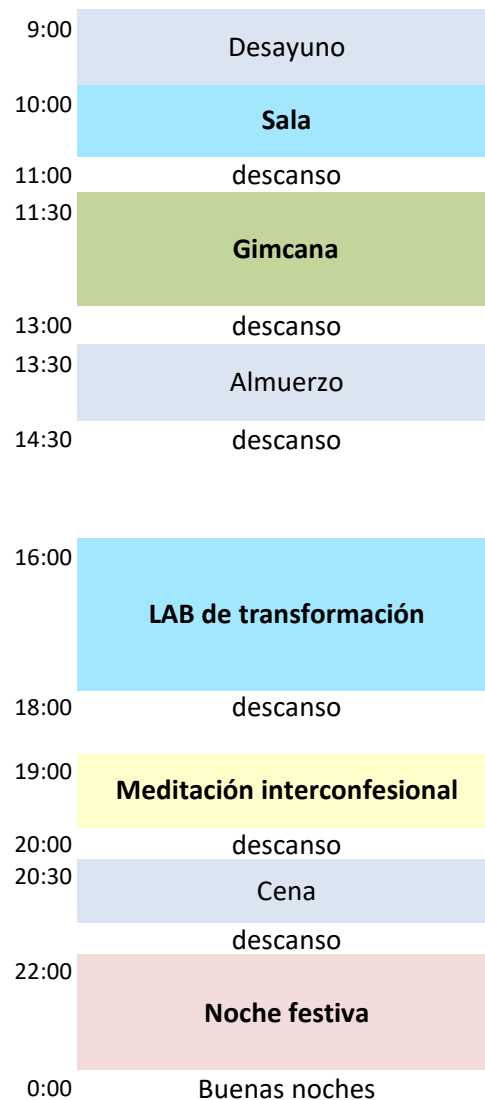 9:00
Desayuno
10:00
Sala
11:00 descanso
11:30
Gimcana
13:00 descanso
13:30
Almuerzo
14:30 descanso
16:00
LAB de transformación
18:00 descanso
19:00
Meditación interconfesional
20:00 descanso
20:30
Cena
descanso
22:00
Noche festiva
0:00 Buenas noches